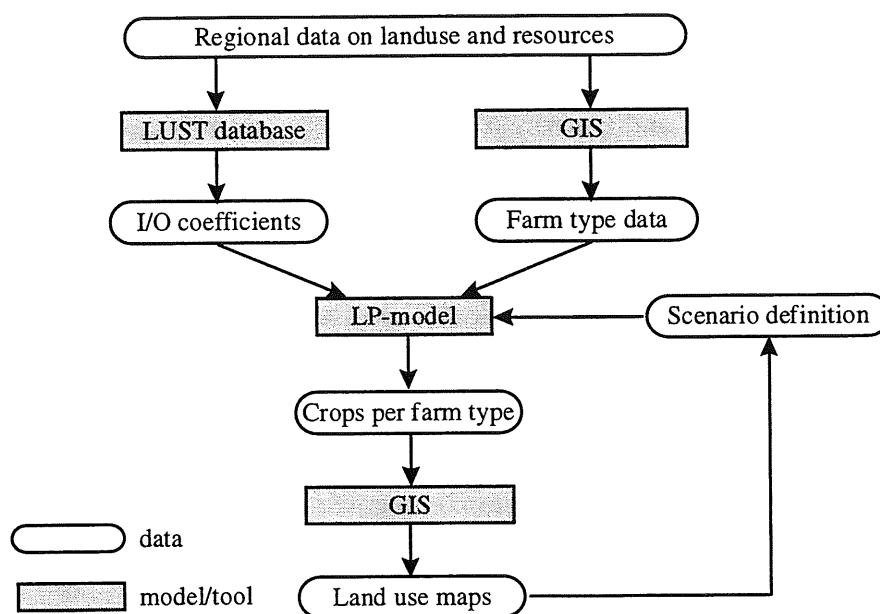 Regional data on landuse and resources
LUST database
GIS
I/O coefficients
Farm type data
LP-model
Scenario definition
Crops per farm type
GIS
data
Land use maps
model/tool